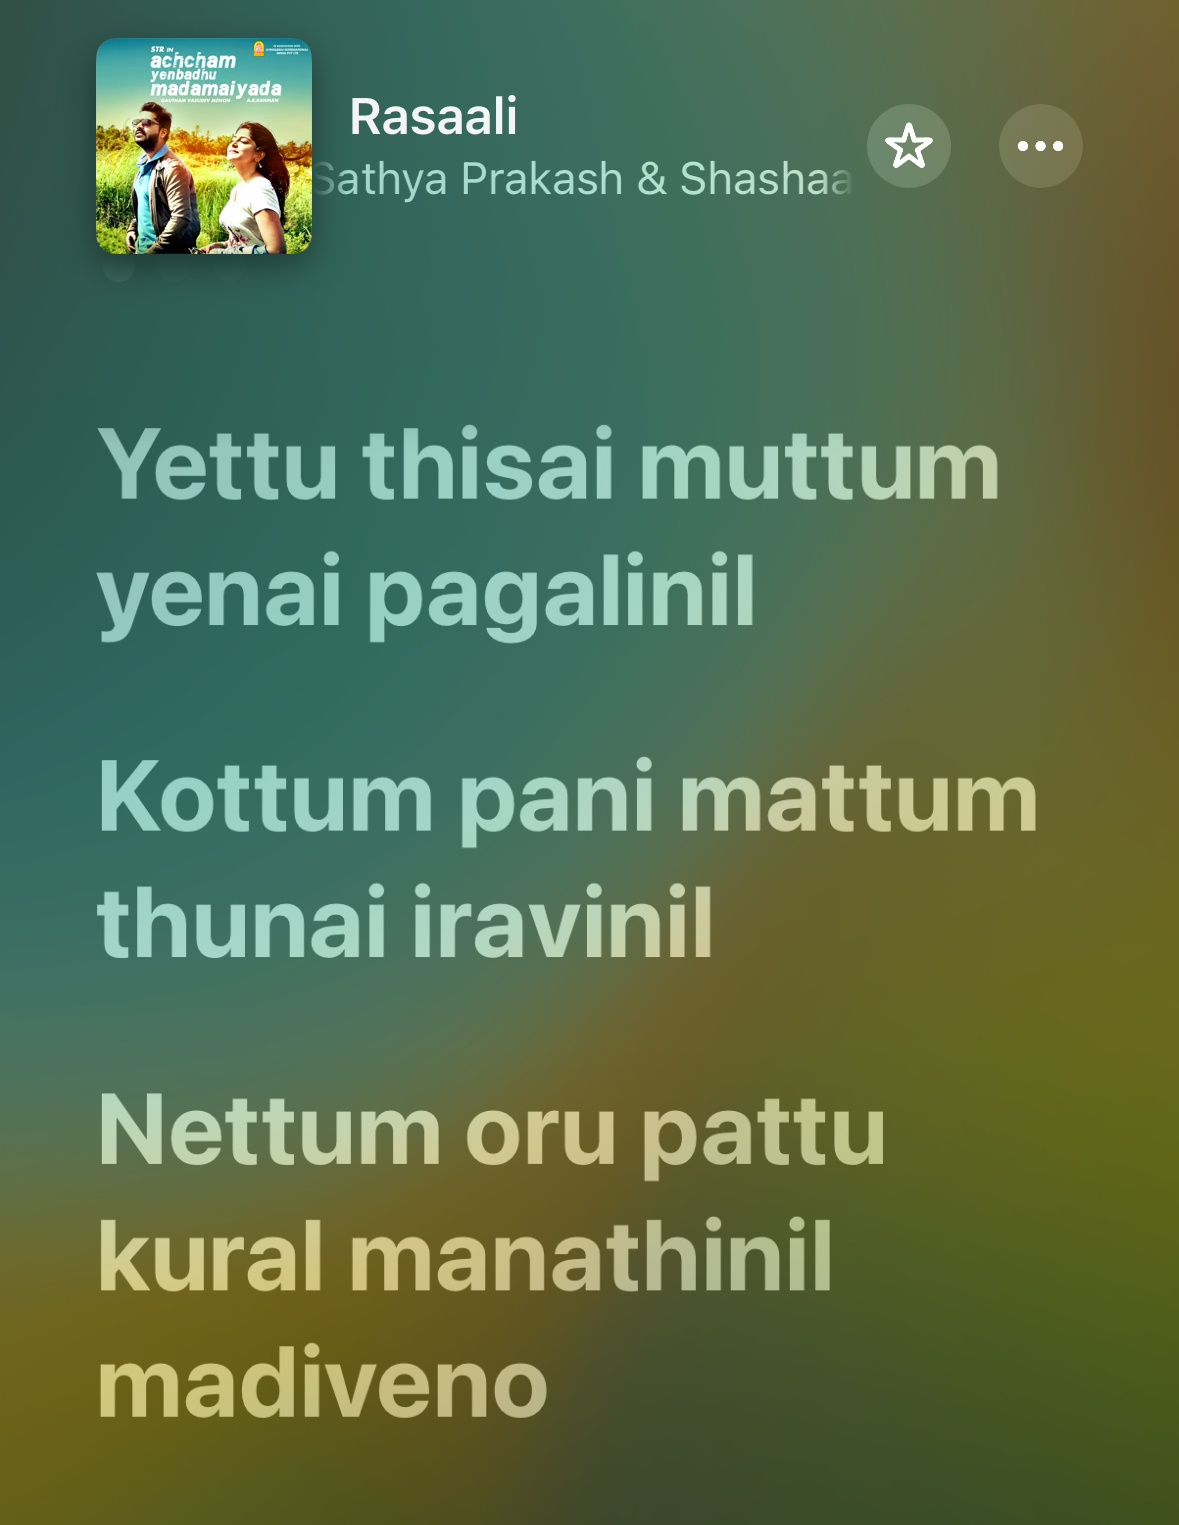 STR IN
achcham
yenbadhu
madamaiyada
GAUTHAM VASUDEV MENON A.R.RAHMAN
Rasaali
Sathya Prakash & Shashaa
Yettu thisai muttum
yenai pagalinil
Kottum pani mattum
thunai iravinil
Nettum oru pattu
kural manathinil
madiveno